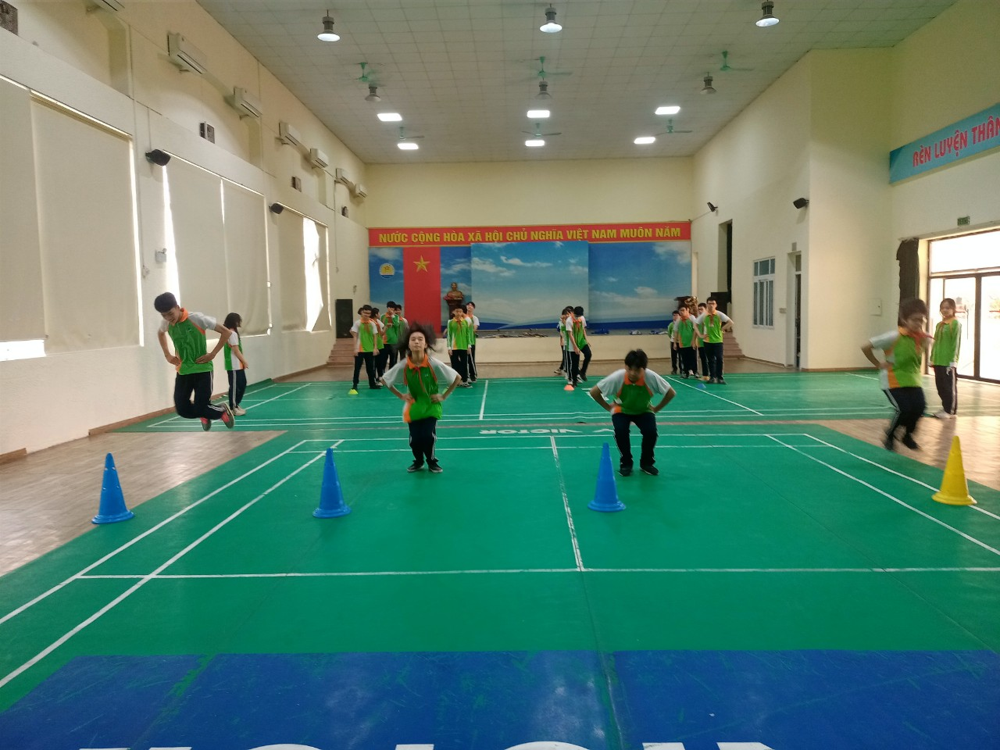 NƯỚC CỘNG HÒA XÃ HỘI CHỦ NGHĨA VIỆT NAM MUÔN NĂM
RÈN LUYỆN THÂN
VICTOR